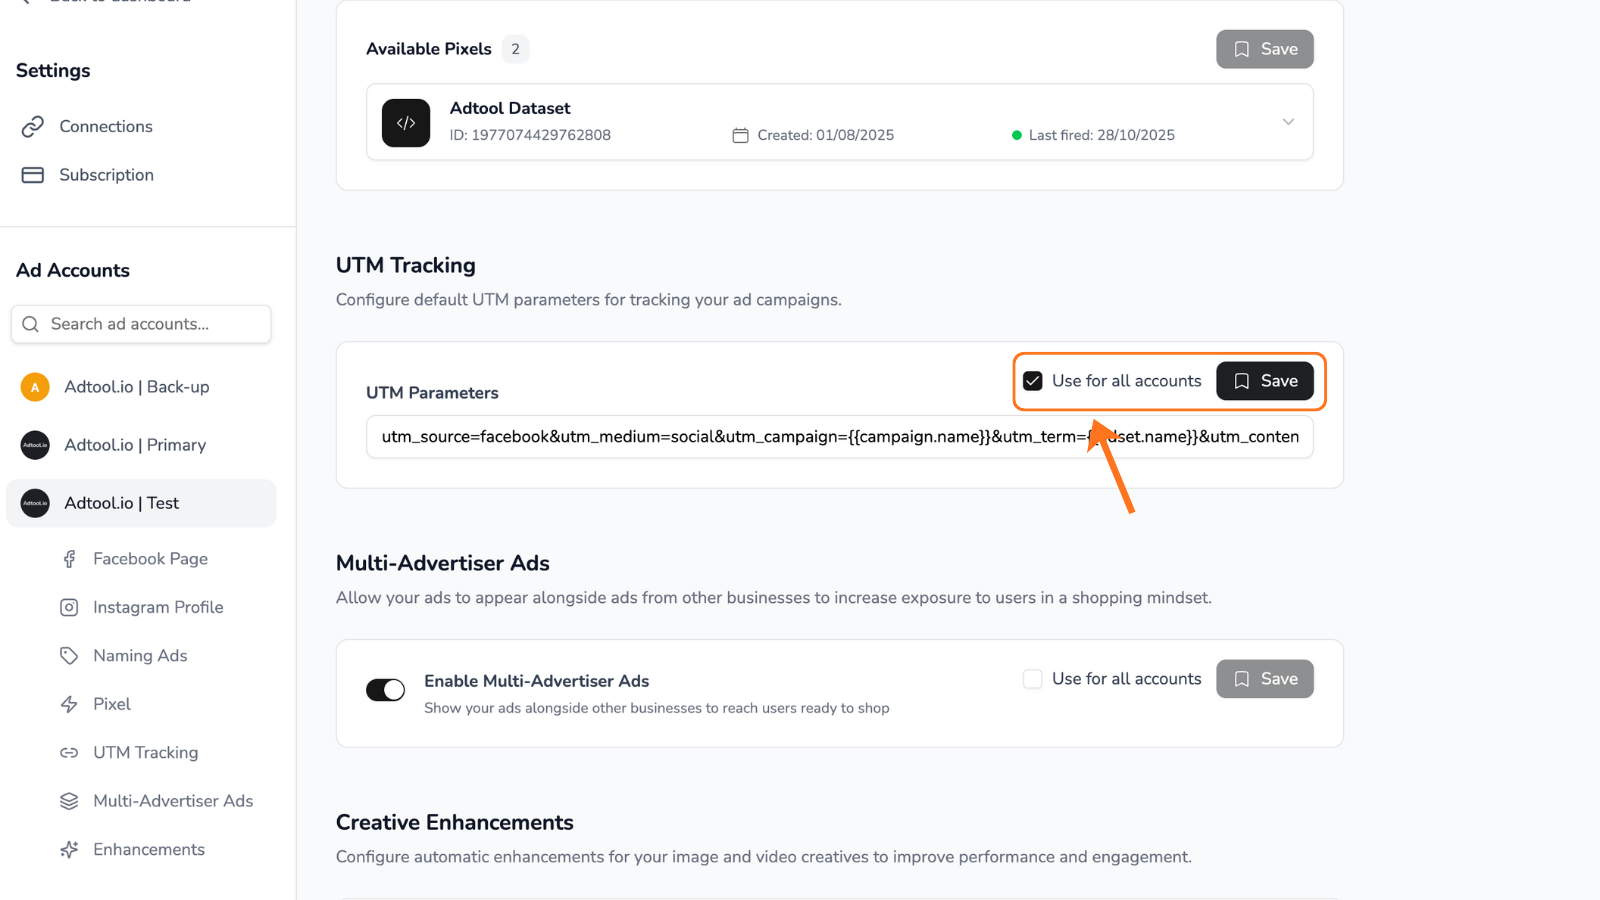 Settings
Connections
Subscription
Ad Accounts
Search ad accounts...
A
Adtool.io | Back-up
Adtool.io
Adtool.io | Primary
Adtool.io
Adtool.io | Test
Facebook Page
Instagram Profile
Naming Ads
Pixel
UTM Tracking
Multi-Advertiser Ads
Enhancements
Available Pixels 2
Save
Adtool Dataset
ID: 1977074429762808
Created: 01/08/2025
Last fired: 28/10/2025
UTM Tracking
Configure default UTM parameters for tracking your ad campaigns.
UTM Parameters
Use for all accounts
Save
utm_source=facebook&utm_medium=social&utm_campaign={{campaign.name}}&utm_term={ dset.name}}&utm_conten
Multi-Advertiser Ads
Allow your ads to appear alongside ads from other businesses to increase exposure to users in a shopping mindset.
Enable Multi-Advertiser Ads
Show your ads alongside other businesses to reach users ready to shop
Use for all accounts
Save
Creative Enhancements
Configure automatic enhancements for your image and video creatives to improve performance and engagement.